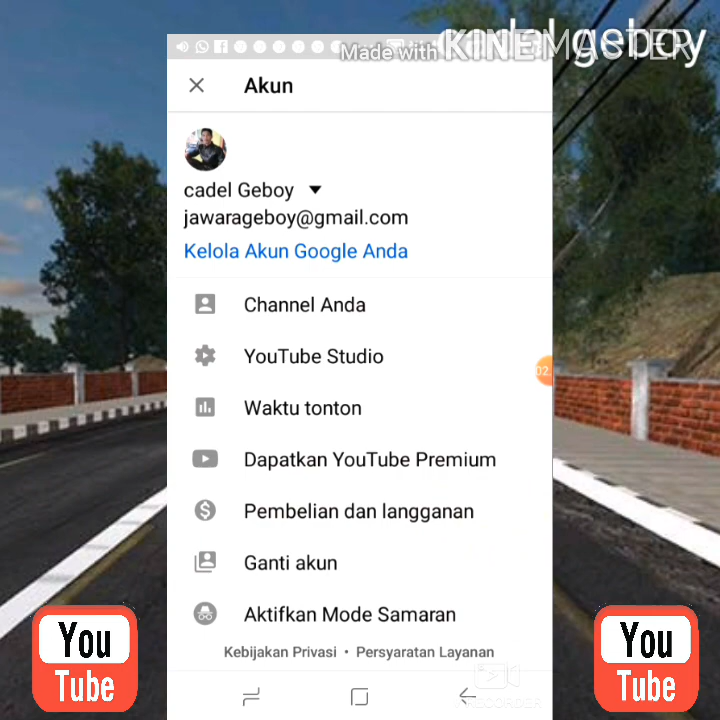 cadel geboy
Made with KINEMASTER
Akun
cadel Geboy
jawarageboy@gmail.com
Kelola Akun Google Anda
Channel Anda
YouTube Studio
Waktu tonton
Dapatkan YouTube Premium
Pembelian dan langganan
Ganti akun
Aktifkan Mode Samaran
Kebijakan Privasi • Persyaratan Layanan
You
Tube
You
Tube